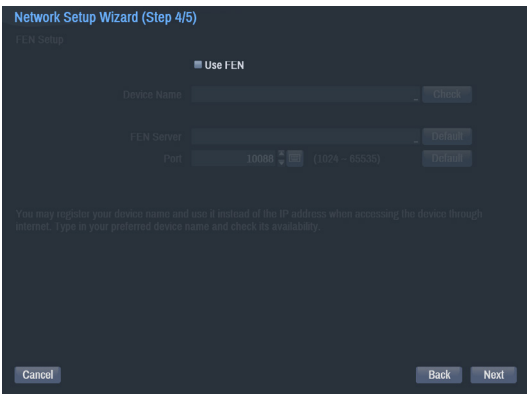 Network Setup Wizard (Step 4/5)
FEN Setup
Use FEN
Device Name Check
FEN Server Default
Port 10088 (1024 ~ 65535) Default
You may register your device name and use it instead of the IP address when accessing the device through
internet. Type in your preferred device name and check its availability.
Cancel Back Next